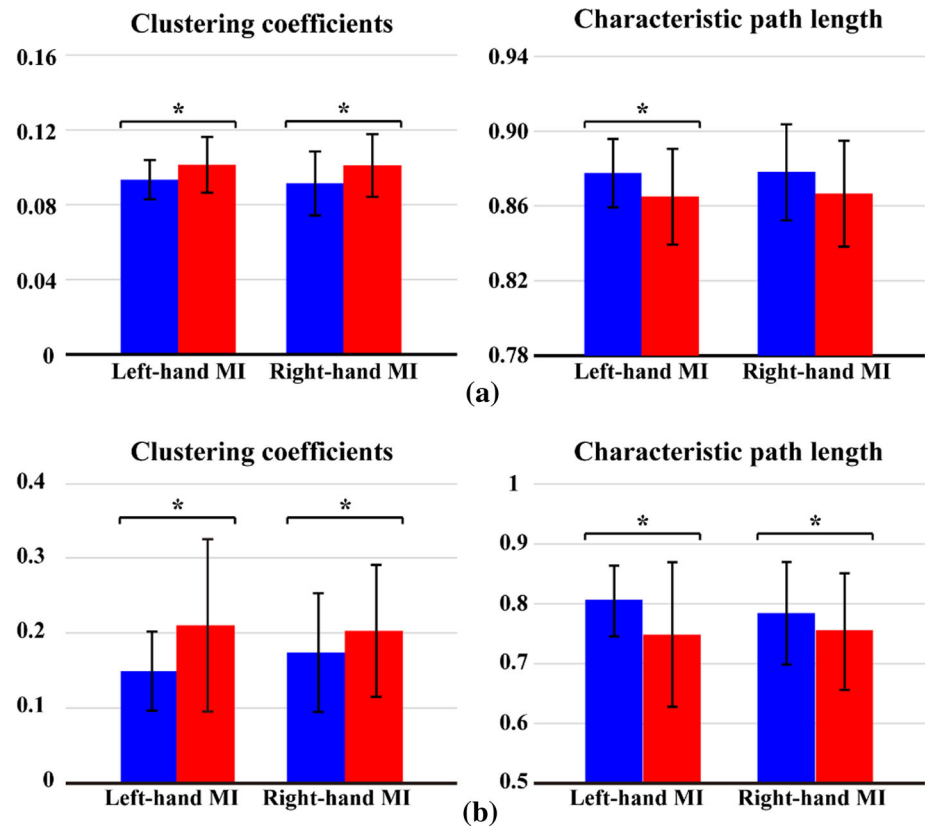 Clustering coefficients
0.16
0.12
0.08
0.04
0
*
*
Left-hand MI
Right-hand MI
Characteristic path length
0.94
0.90
0.86
0.82
0.78
*
Left-hand MI
Right-hand MI
(a)
Clustering coefficients
0.4
0.3
0.2
0.1
0
*
*
Left-hand MI
Right-hand MI
Characteristic path length
1
0.9
0.8
0.7
0.6
0.5
*
*
Left-hand MI
Right-hand MI
(b)